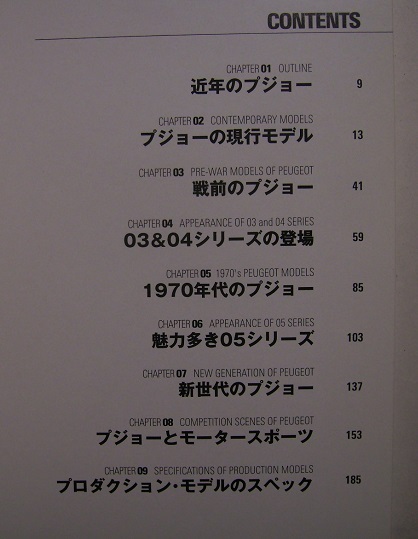 CONTENTS
CHAPTER 01 OUTLINE
近年のプジョー 9
CHAPTER 02 CONTEMPORARY MODELS
プジョーの現行モデル 13
CHAPTER 03 PRE-WAR MODELS OF PEUGEOT
戦前のプジョー 41
CHAPTER 04 APPEARANCE OF 03 and 04 SERIES
03&04シリーズの登場 59
CHAPTER 05 1970's PEUGEOT MODELS
1970年代のプジョー 85
CHAPTER 06 APPEARANCE OF 05 SERIES
魅力多き05シリーズ 103
CHAPTER 07 NEW GENERATION OF PEUGEOT
新世代のプジョー 137
CHAPTER 08 COMPETITION SCENES OF PEUGEOT
プジョーとモータースポーツ 153
CHAPTER 09 SPECIFICATIONS OF PRODUCTION MODELS
プロダクション・モデルのスペック 185